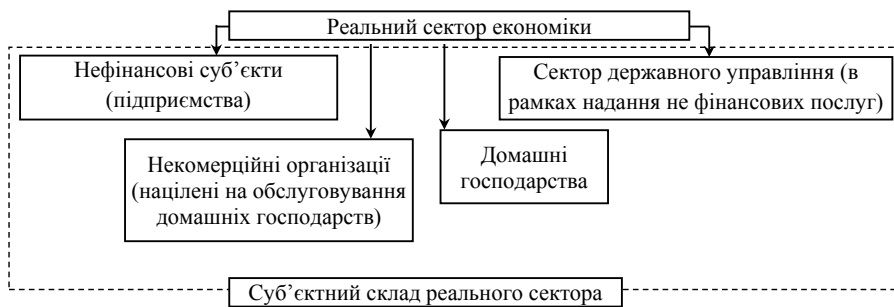 Реальний сектор економіки
Нефінансові суб’єкти
(підприємства)
Сектор державного управління (в
рамках надання не фінансових послуг)
Некомерційні організації
(націлені на обслуговування
домашніх господарств)
Домашні
господарства
Суб’єктний склад реального сектора